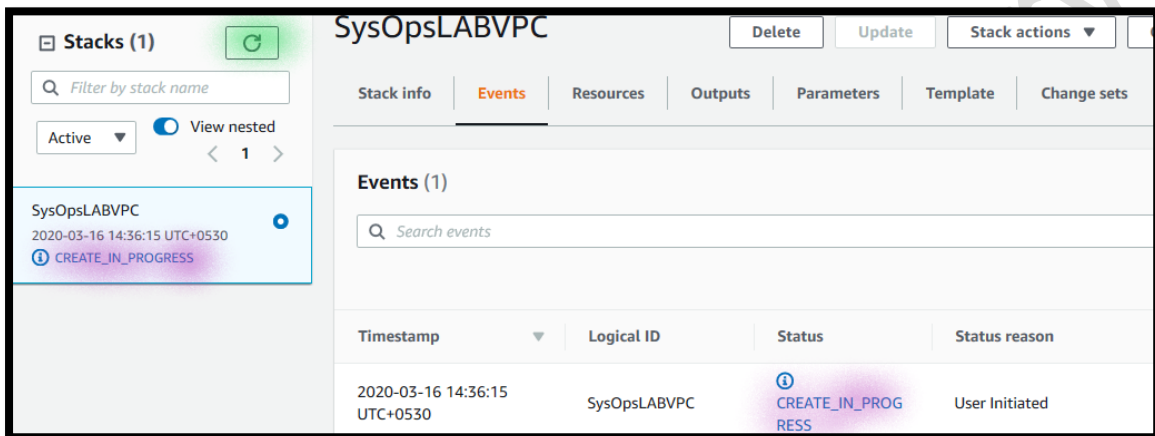 Stacks (1)
Filter by stack name
Active
View nested
1
SysOpsLABVPC
2020-03-16 14:36:15 UTC+0530
CREATE_IN_PROGRESS
SysOpsLABVPC
Delete Update Stack actions
Stack info Events Resources Outputs Parameters Template Change sets
Events (1)
Search events
Timestamp Logical ID Status Status reason
2020-03-16 14:36:15
UTC+0530
SysOpsLABVPC
CREATE_IN_PROG
RESS
User Initiated